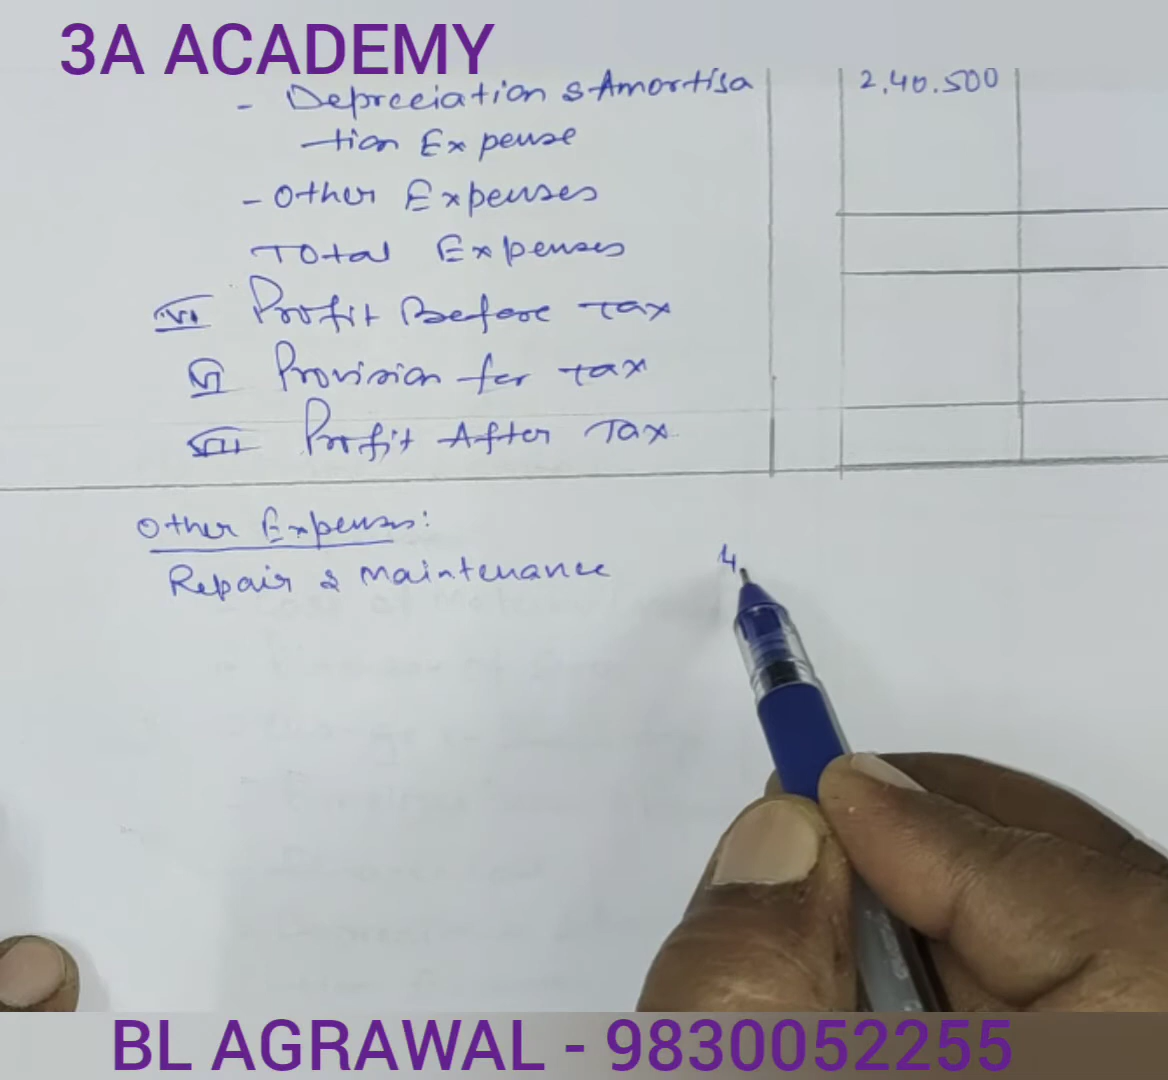 3A ACADEMY
- Depreciation & Amortisa 2,40,500
tion Expense
- Other Expenses
Total Expenses
VI Profit Before Tax
VI Provision for tax
VII Profit After Tax
Other Expenses:
Repair & Maintenance 4
BL AGRAWAL - 9830052255